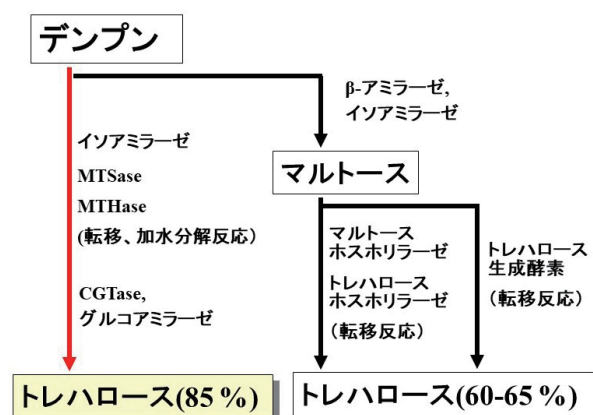 デンプン
β-アミラーゼ,
イソアミラーゼ
イソアミラーゼ
MTSase
MTHase
(転移、加水分解反応）
CGTase,
グルコアミラーゼ
マルトース
マルトース
ホスホリラーゼ
トレハロース
ホスホリラーゼ
（転移反応）
トレハロース
生成酵素
（転移反応）
トレハロース(85 %)
トレハロース(60-65 %)